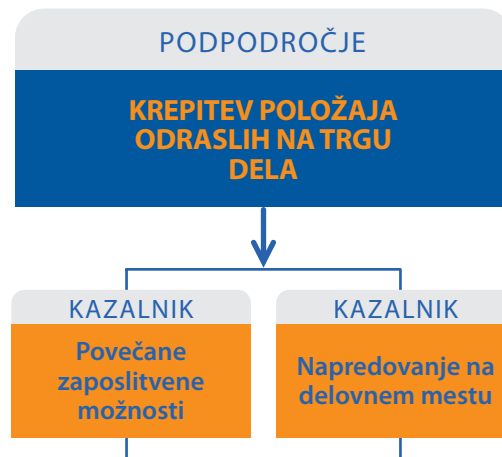 PODPODROČJE
KREPITEV POLOŽAJA
ODRASLIH NA TRGU
DELA
KAZALNIK
Povečane
zaposlitvene
možnosti
KAZALNIK
Napredovanje na
delovnem mestu